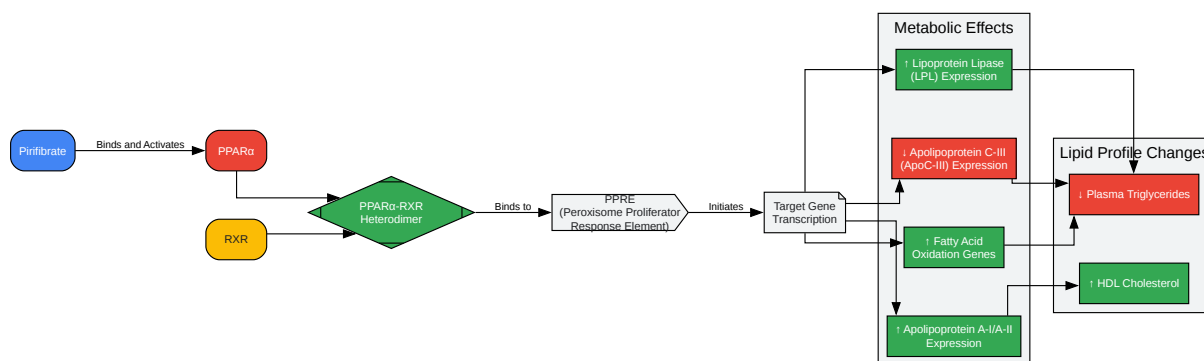 Pirifibrate
Binds and Activates
PPARα
RXR
PPARα-RXR
Heterodimer
Binds to
PPRE
(Peroxisome Proliferator
Response Element)
Initiates
Target Gene
Transcription
Metabolic Effects
↑ Lipoprotein Lipase
(LPL) Expression
↓ Apolipoprotein C-III
(ApoC-III) Expression
↑ Fatty Acid
Oxidation Genes
↑ Apolipoprotein A-I/A-II
Expression
Lipid Profile Changes
↓ Plasma Triglycerides
↑ HDL Cholesterol